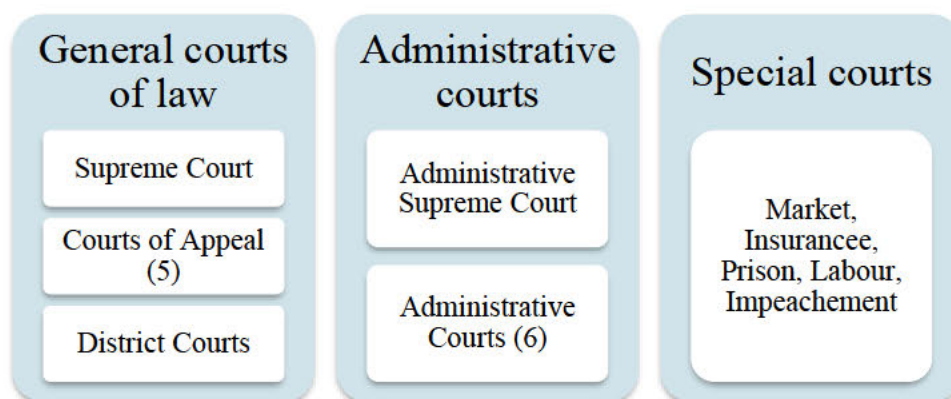 General courts
of law
Supreme Court
Courts of Appeal
(5)
District Courts
Administrative
courts
Administrative
Supreme Court
Administrative
Courts (6)
Special courts
Market,
Insurancee,
Prison, Labour,
Impeachement